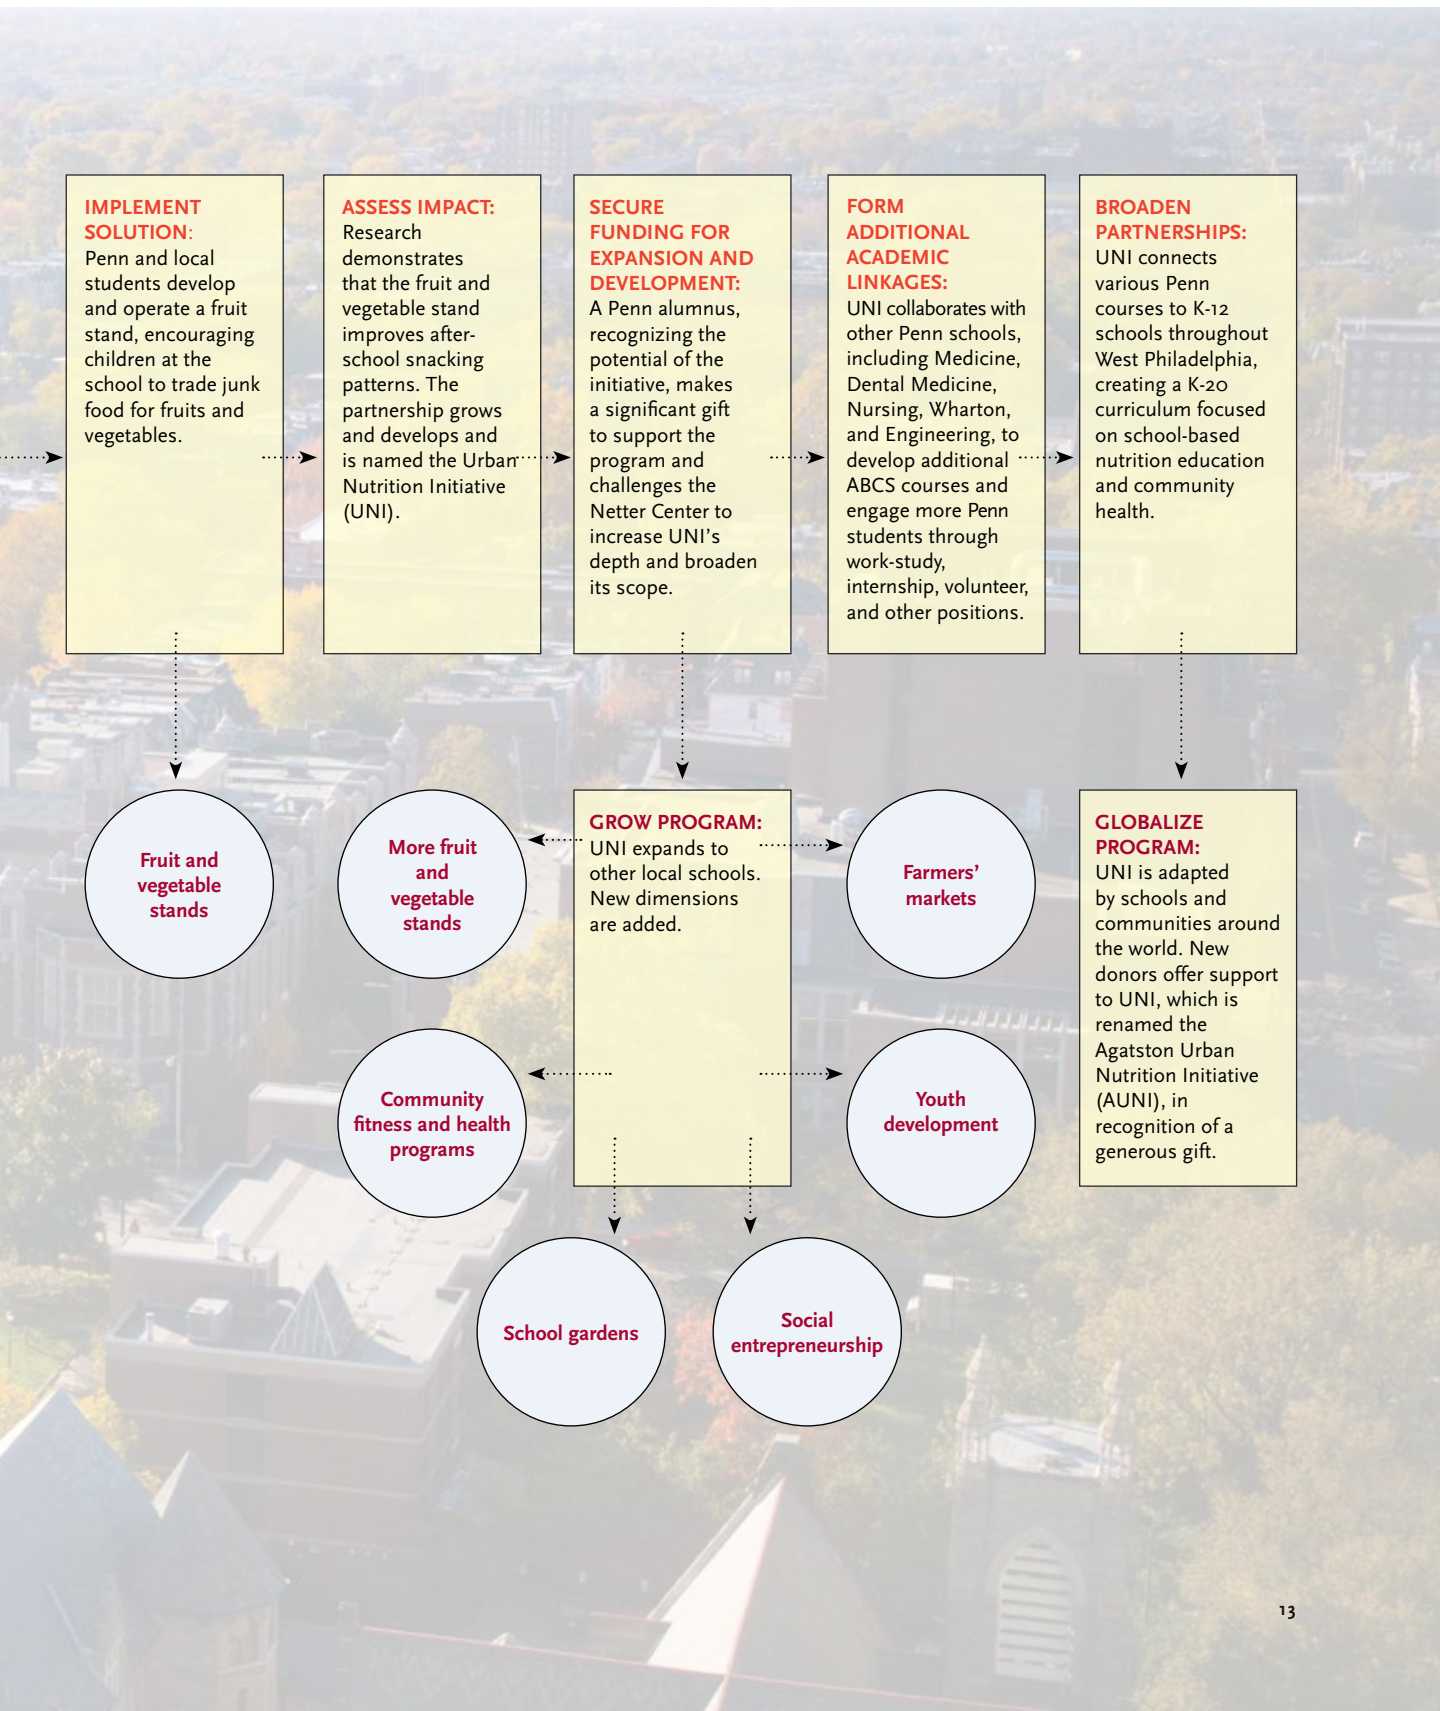 IMPLEMENT
SOLUTION:
Penn and local
students develop
and operate a fruit
stand, encouraging
children at the
school to trade junk
food for fruits and
vegetables.
ASSESS IMPACT:
Research
demonstrates
that the fruit and
vegetable stand
improves after-
school snacking
patterns. The
partnership grows
and develops and
is named the Urban
Nutrition Initiative
(UNI).
SECURE
FUNDING FOR
EXPANSION AND
DEVELOPMENT:
A Penn alumnus,
recognizing the
potential of the
initiative, makes
a significant gift
to support the
program and
challenges the
Netter Center to
increase UNI’s
depth and broaden
its scope.
FORM
ADDITIONAL
ACADEMIC
LINKAGES:
UNI collaborates with
other Penn schools,
including Medicine,
Dental Medicine,
Nursing, Wharton,
and Engineering, to
develop additional
ABCS courses and
engage more Penn
students through
work-study,
internship, volunteer,
and other positions.
BROADEN
PARTNERSHIPS:
UNI connects
various Penn
courses to K-12
schools throughout
West Philadelphia,
creating a K-20
curriculum focused
on school-based
nutrition education
and community
health.
Fruit and
vegetable
stands
More fruit
and
vegetable
stands
GROW PROGRAM:
UNI expands to
other local schools.
New dimensions
are added.
Farmers’
markets
GLOBALIZE
PROGRAM:
UNI is adapted
by schools and
communities around
the world. New
donors offer support
to UNI, which is
renamed the
Agatston Urban
Nutrition Initiative
(AUNI), in
recognition of a
generous gift.
Community
fitness and health
programs
Youth
development
School gardens
Social
entrepreneurship
13